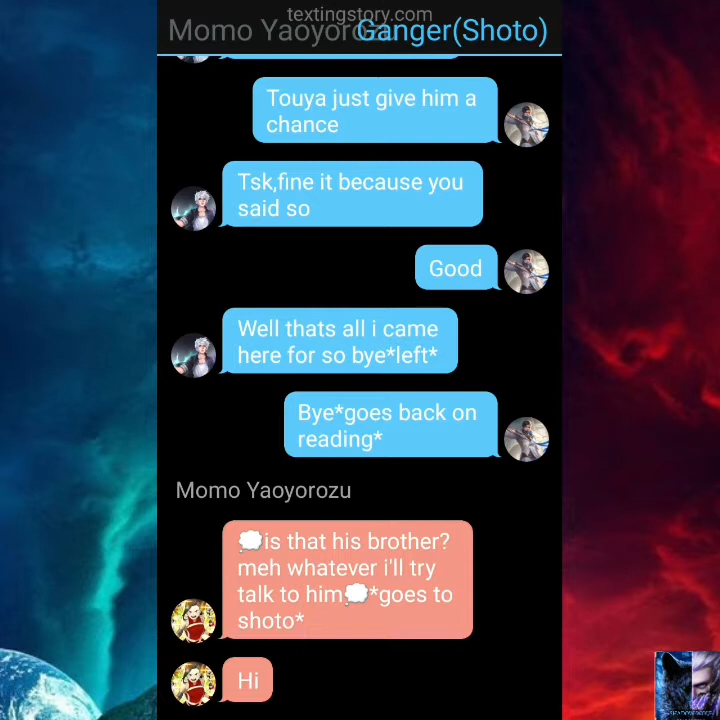 textingstory.com
Momo Yaoyorozu
Ganger(Shoto)
Touya just give him a
chance
Tsk,fine it because you
said so
Good
Well thats all i came
here for so bye*left*
Bye*goes back on
reading*
Momo Yaoyorozu
💭is that his brother?
meh whatever i'll try
talk to him💭*goes to
shoto*
Hi